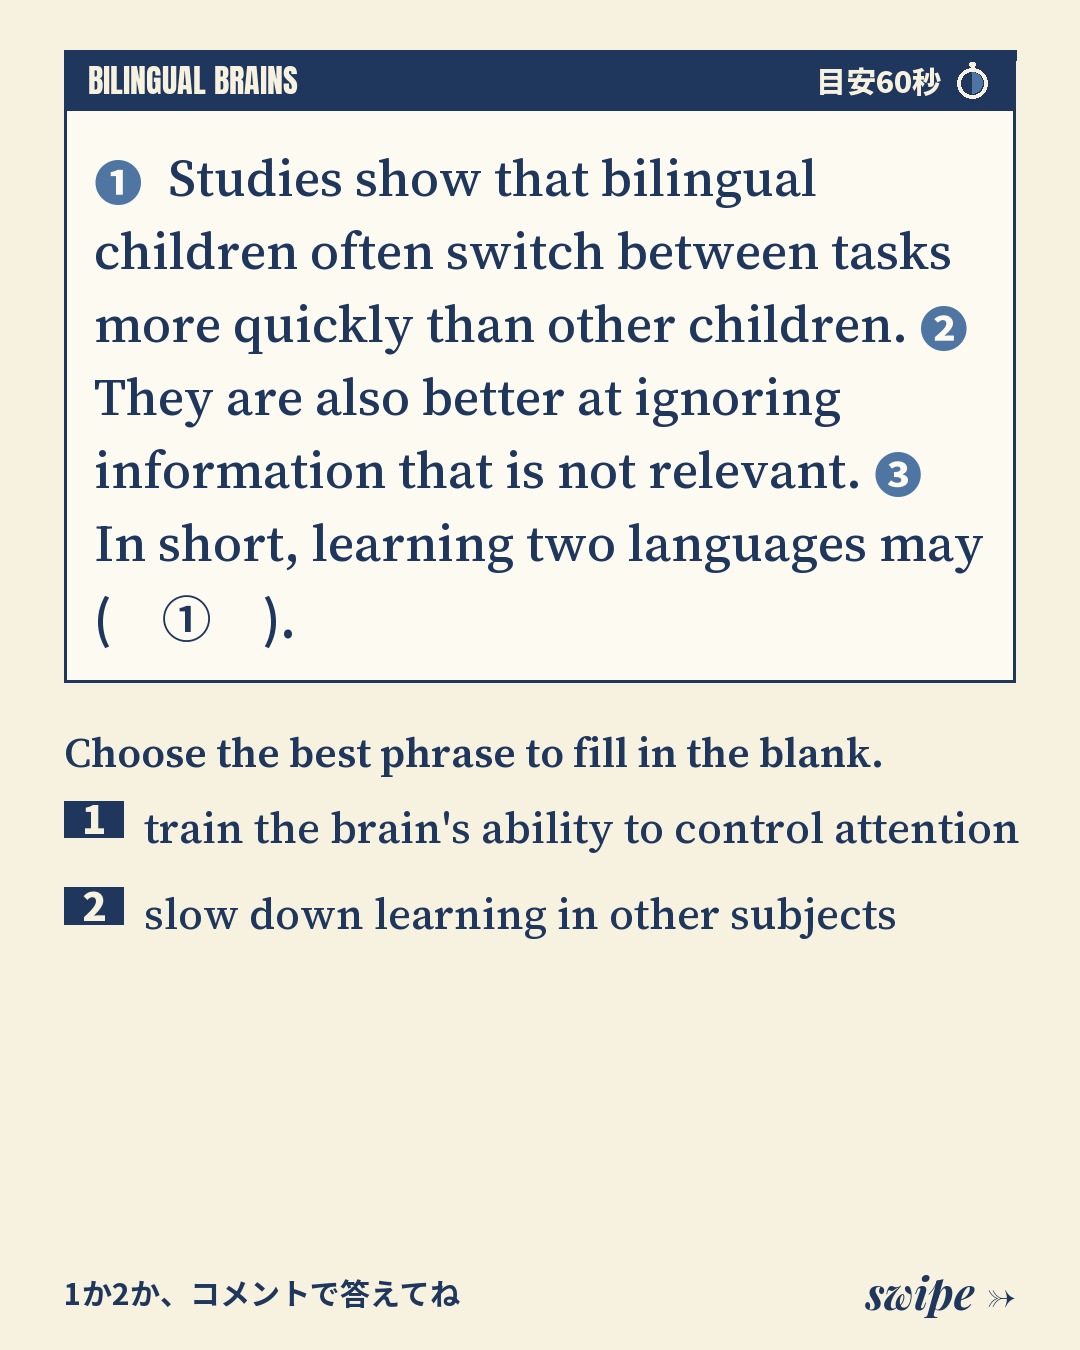 BILINGUAL BRAINS
目安60秒
❶ Studies show that bilingual
children often switch between tasks
more quickly than other children. ❷
They are also better at ignoring
information that is not relevant. ❸
In short, learning two languages may
( ① ).
Choose the best phrase to fill in the blank.
1 train the brain's ability to control attention
2 slow down learning in other subjects
1か2か、コメントで答えてね
swipe